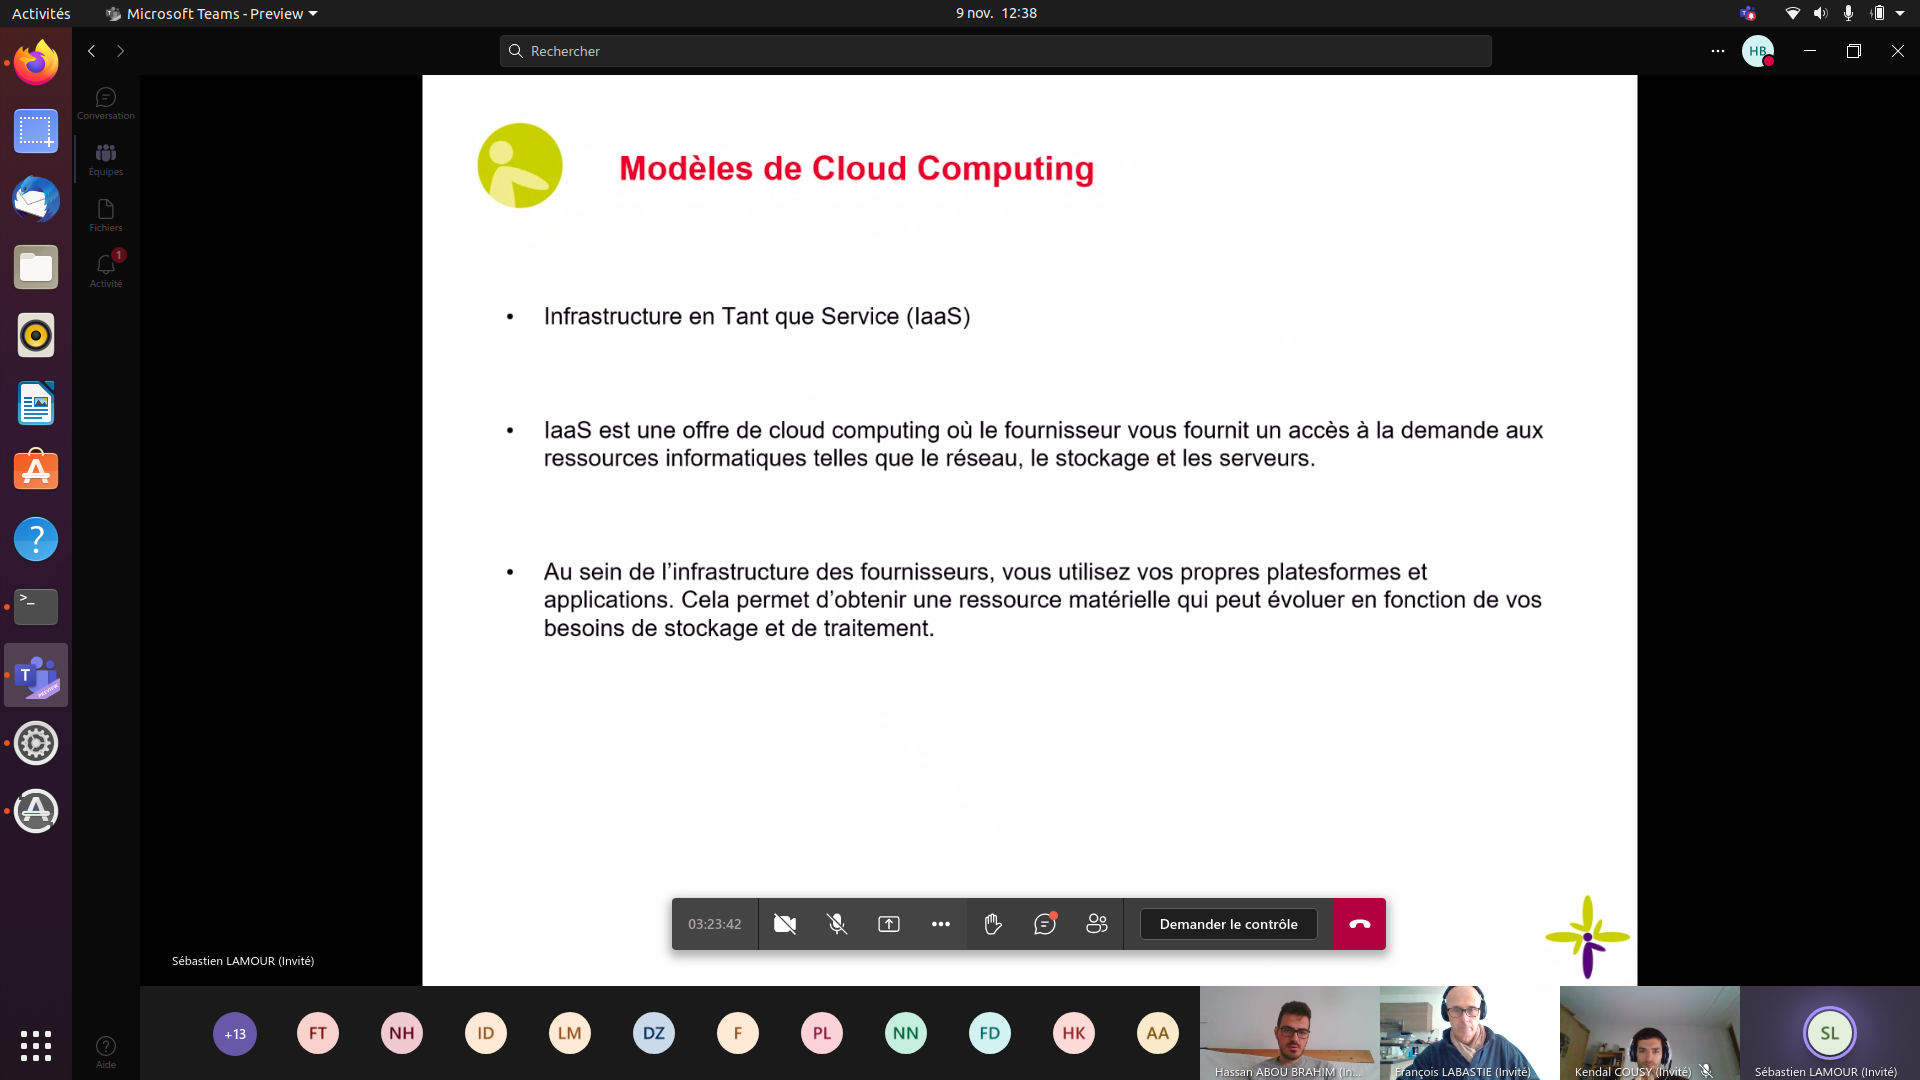 Activités
Microsoft Teams - Preview
9 nov. 12:38
Rechercher
HB
Conversation
Équipes
Fichiers
1
Activité
Aide
Modèles de Cloud Computing
• Infrastructure en Tant que Service (IaaS)
• IaaS est une offre de cloud computing où le fournisseur vous fournit un accès à la demande aux
ressources informatiques telles que le réseau, le stockage et les serveurs.
• Au sein de l’infrastructure des fournisseurs, vous utilisez vos propres platesformes et
applications. Cela permet d’obtenir une ressource matérielle qui peut évoluer en fonction de vos
besoins de stockage et de traitement.
03:23:42
Demander le contrôle
Sébastien LAMOUR (Invité)
+13
FT
NH
ID
LM
DZ
F
PL
NN
FD
HK
AA
Hassan ABOU BRAHIM (In...
François LABASTIE (Invité)
Kendal COUSY (Invité)
SL
Sébastien LAMOUR (Invité)